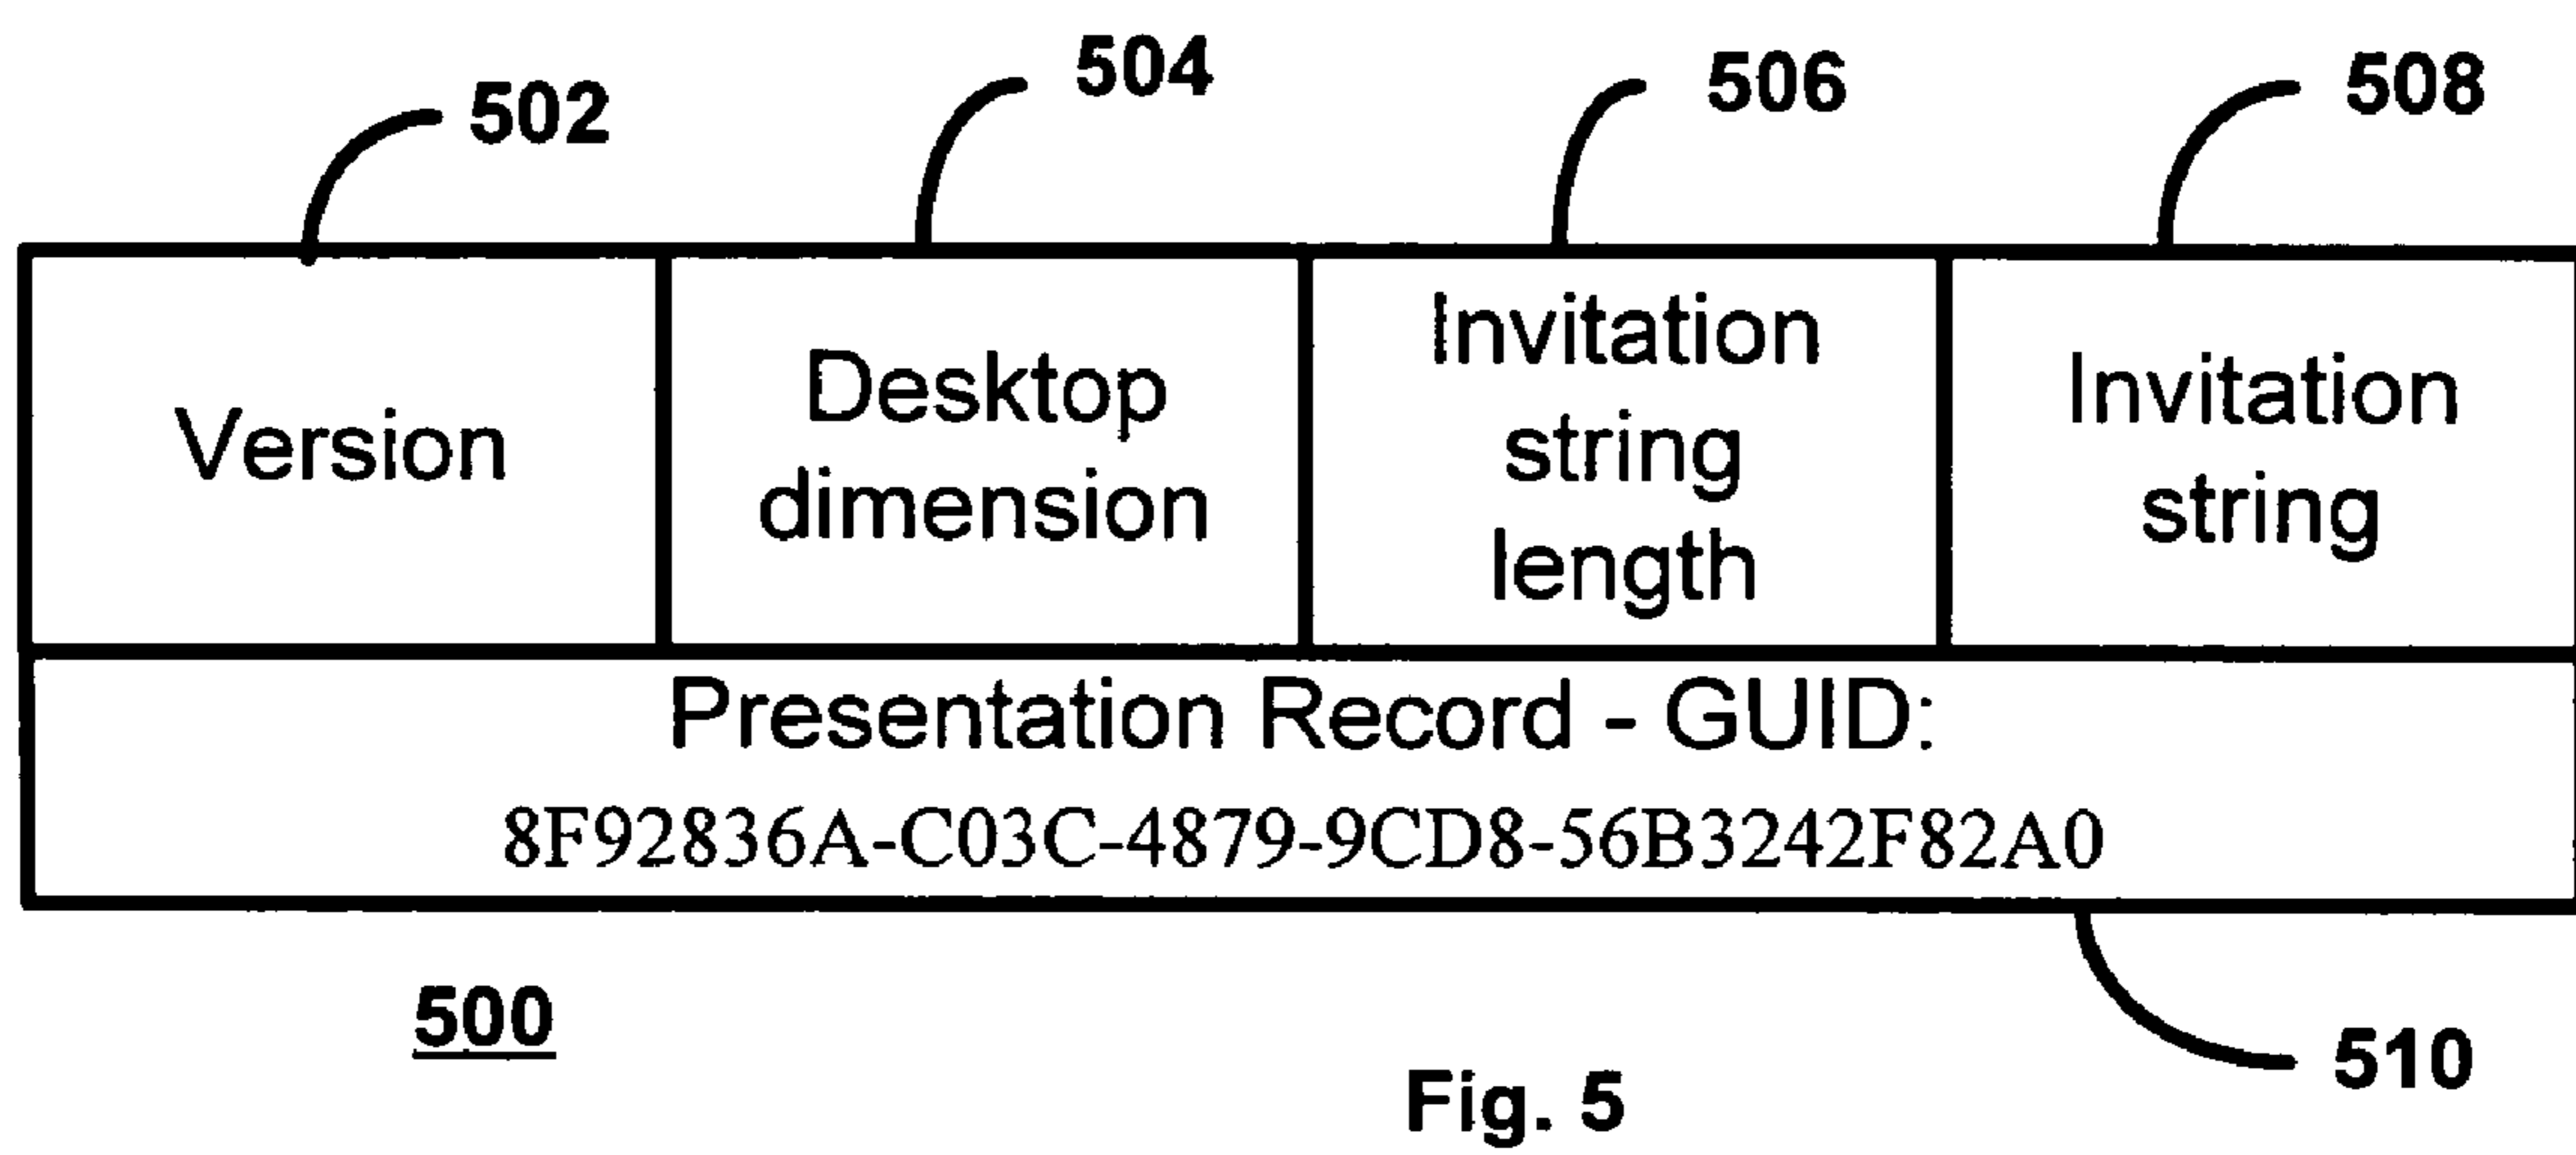 502
504
506
508
Version
Desktop
dimension
Invitation
string
length
Invitation
string
Presentation Record - GUID:
8F92836A-C03C-4879-9CD8-56B3242F82A0
500
510
Fig. 5